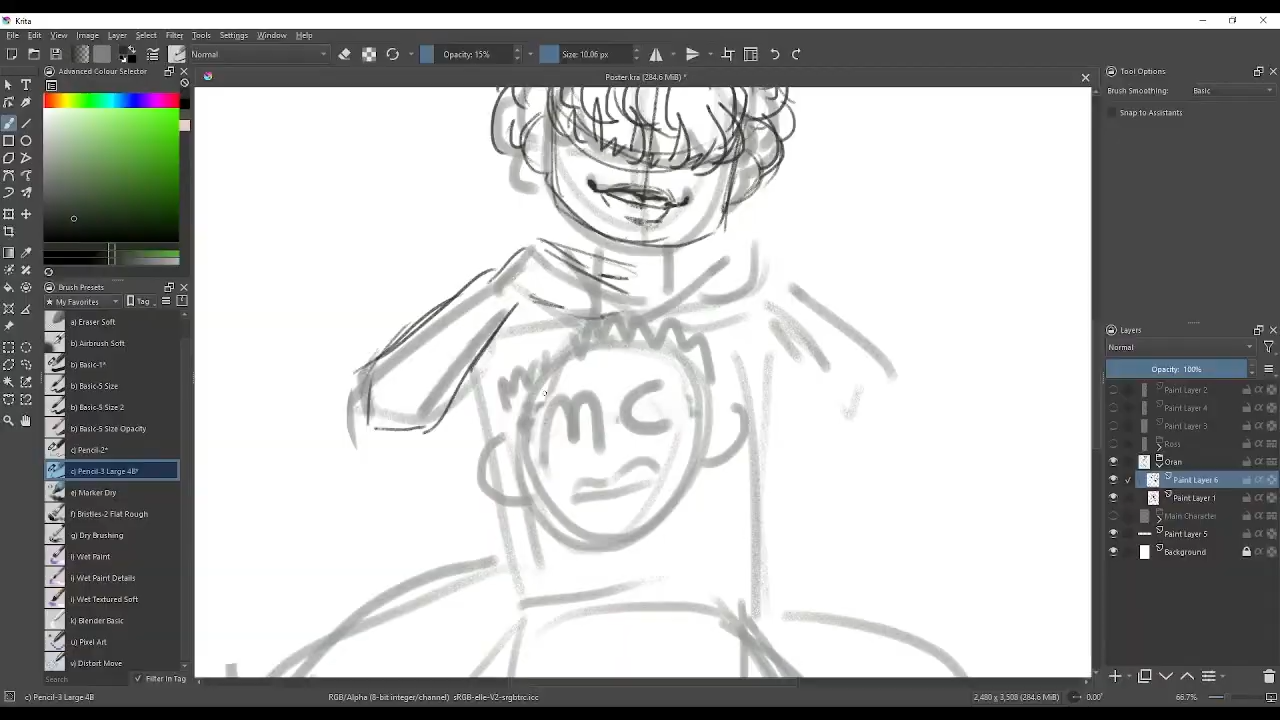 Krita
File Edit View Image Layer Select Filter Tools Settings Window Help
Normal Opacity: 15% Size: 10.06 px
Advanced Colour Selector
Poster.kra (284.6 MiB) *
Tool Options
Brush Smoothing: Basic
Snap to Assistants
Brush Presets
My Favorites Tag
a) Eraser Soft
b) Airbrush Soft
b) Basic-1*
b) Basic-5 Size
b) Basic-5 Size 2
b) Basic-5 Size Opacity
c) Pencil-2*
c) Pencil-3 Large 4B*
e) Marker Dry
f) Bristles-2 Flat Rough
g) Dry Brushing
i) Wet Paint
i) Wet Paint Details
i) Wet Textured Soft
k) Blender Basic
u) Pixel Art
v) Distort Move
Search Filter in Tag
mc
Layers
Normal
Opacity: 100%
Paint Layer 2
Paint Layer 4
Paint Layer 3
Ross
Oran
Paint Layer 6
Paint Layer 1
Main Character
Paint Layer 5
Background
c) Pencil-3 Large 4B RGB/Alpha (8-bit integer/channel) sRGB-elle-V2-srgbtrc.icc 2,480 x 3,508 (284.6 MiB) 0.00° 66.7%